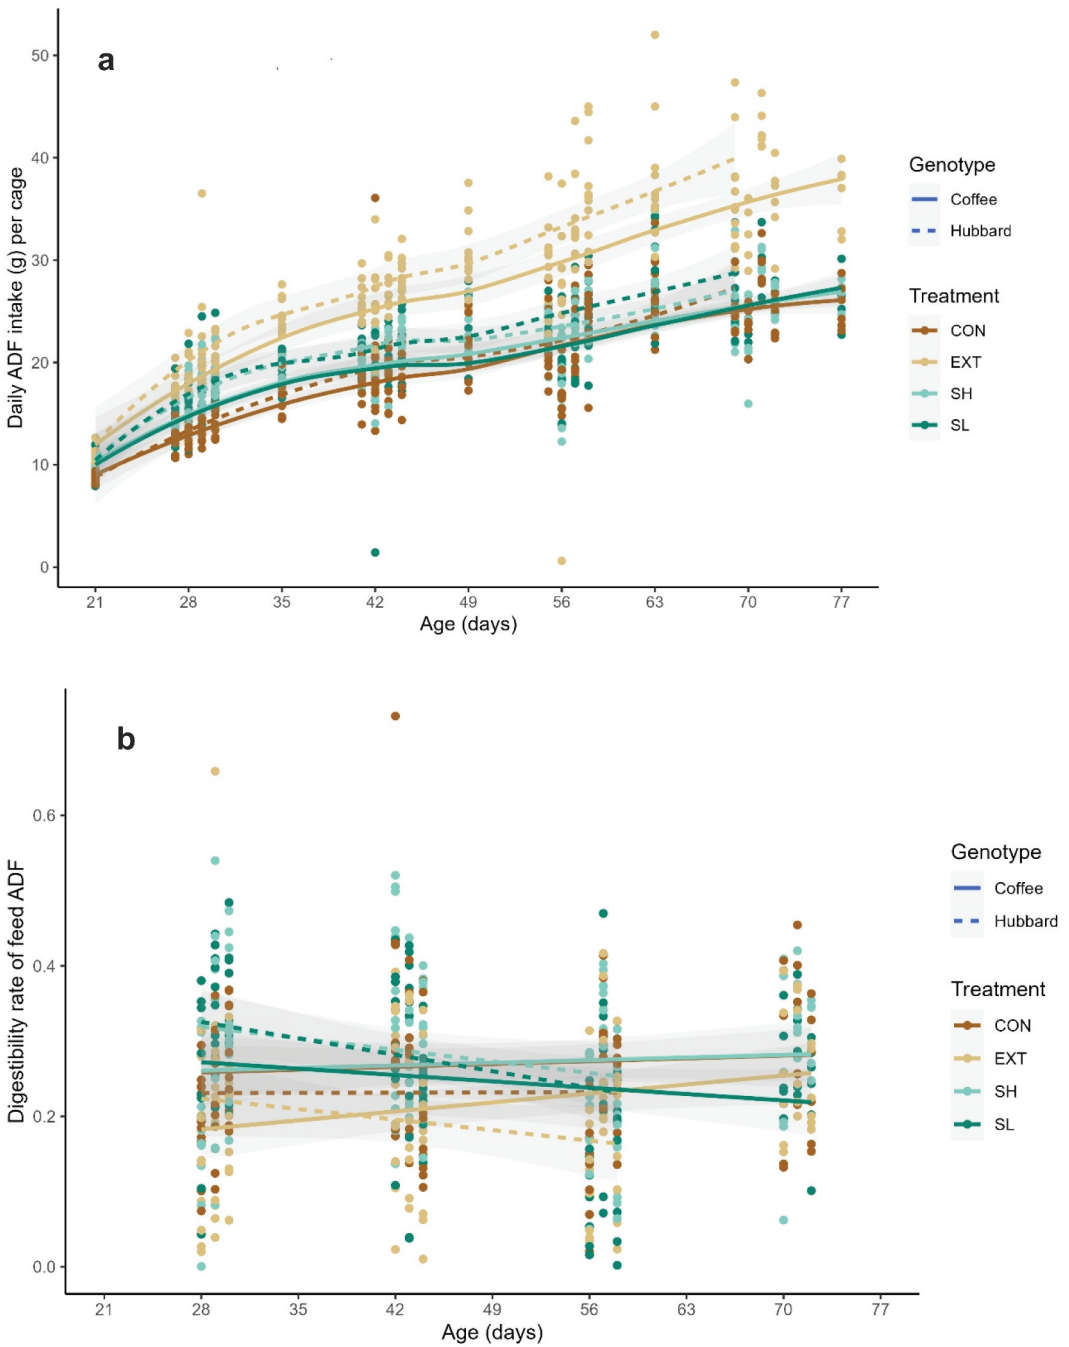 a
Daily ADF intake (g) per cage
50
40
30
20
10
0
21 28 35 42 49 56 63 70 77
Age (days)
Genotype
Coffee
Hubbard
Treatment
CON
EXT
SH
SL
b
Digestibility rate of feed ADF
0.6
0.4
0.2
0.0
21 28 35 42 49 56 63 70 77
Age (days)
Genotype
Coffee
Hubbard
Treatment
CON
EXT
SH
SL